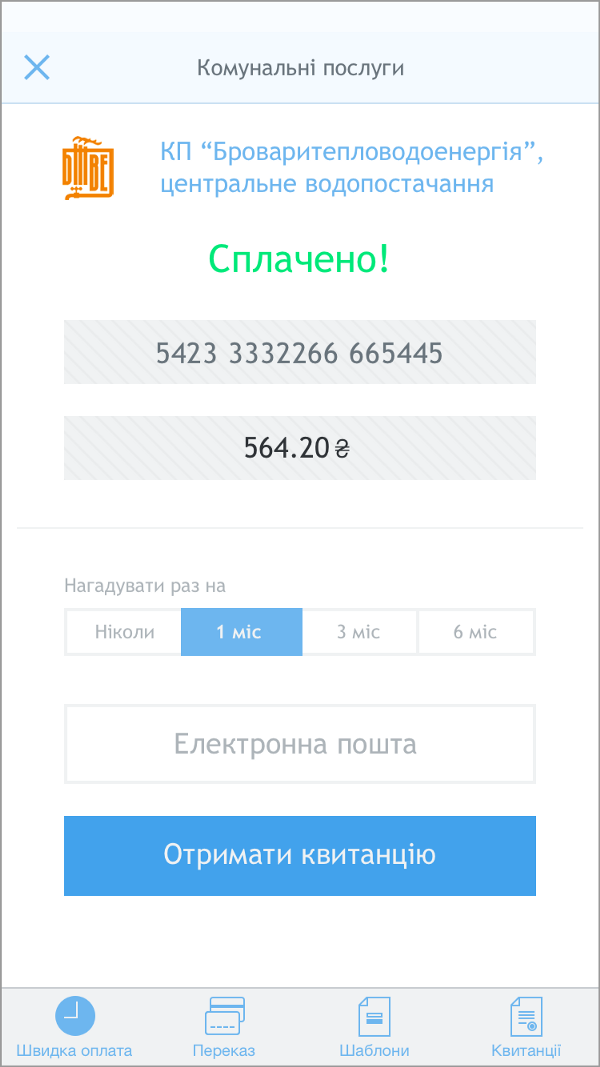 Комунальні послуги
БТВЕ
КП “Броваритепловодоенергія”,
центральне водопостачання
Сплачено!
5423 3332266 665445
564.20 ₴
Нагадувати раз на
Ніколи
1 міс
3 міс
6 міс
Електронна пошта
Отримати квитанцію
Швидка оплата
Переказ
Шаблони
Квитанції